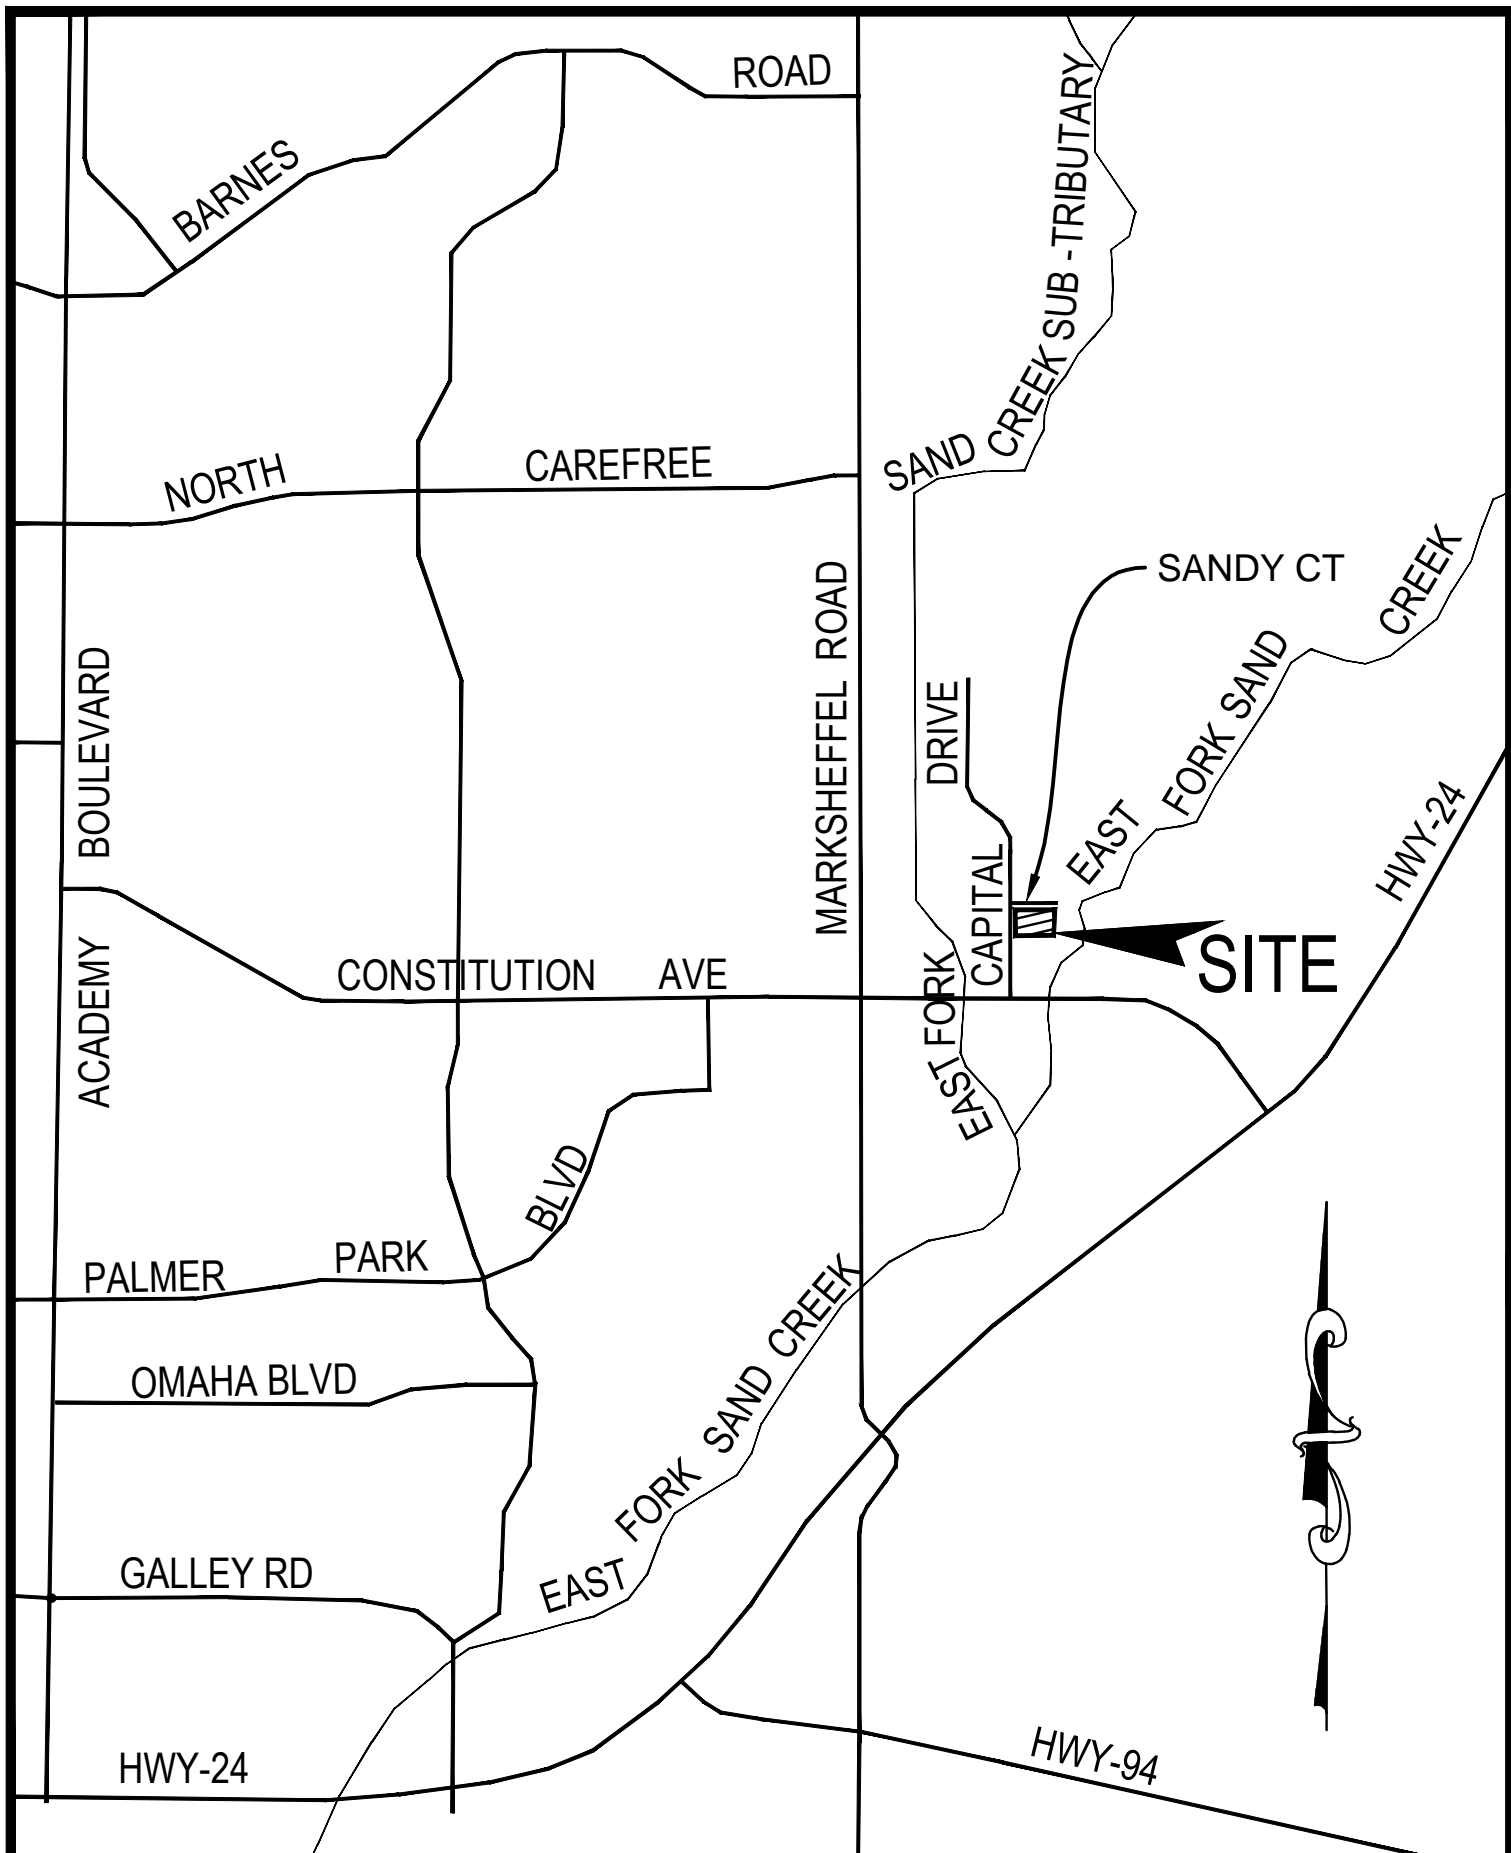 ROAD
BARNES
SAND CREEK SUB-TRIBUTARY
NORTH CAREFREE
SANDY CT
MARKSHEFFEL ROAD
EAST FORK SAND CREEK
CAPITAL DRIVE
HWY-24
ACADEMY BOULEVARD
SITE
CONSTITUTION AVE
EAST FORK
PALMER PARK BLVD
OMAHA BLVD
EAST FORK SAND CREEK
GALLEY RD
HWY-24
HWY-94